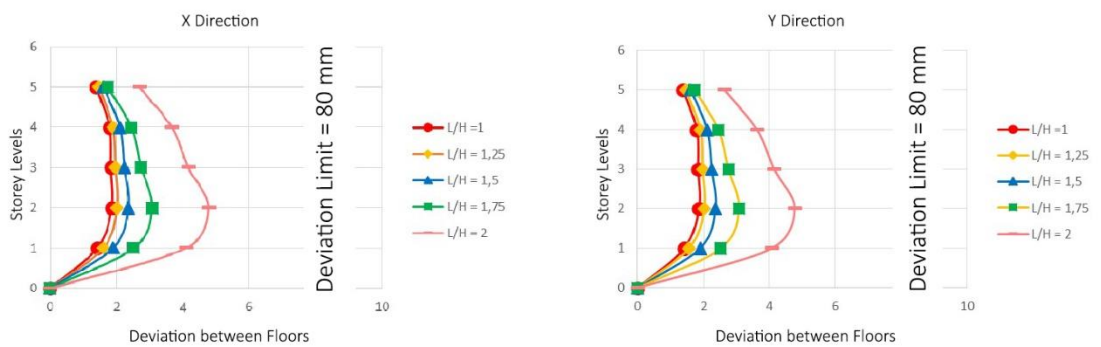 X Direction
6
5
4
3
2
1
0
Storey Levels
0
2
4
6
10
Deviation between Floors
Deviation Limit = 80 mm
L/H =1
L/H = 1,25
L/H = 1,5
L/H = 1,75
L/H = 2
Y Direction
6
5
4
3
2
1
0
Storey Levels
0
2
4
6
10
Deviation between Floors
Deviation Limit = 80 mm
L/H =1
L/H = 1,25
L/H = 1,5
L/H = 1,75
L/H = 2